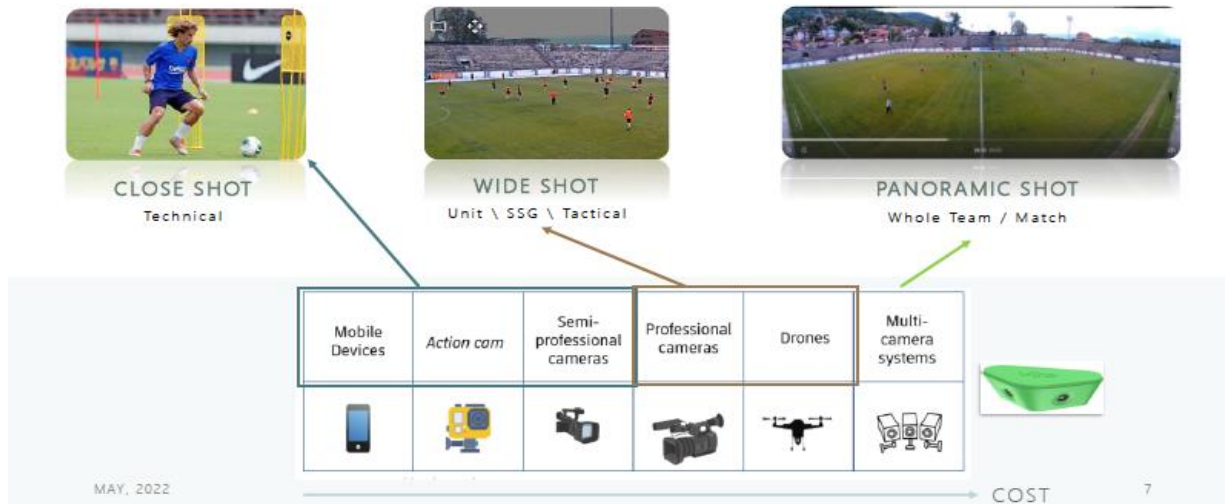 CLOSE SHOT
Technical
WIDE SHOT
Unit \ SSG \ Tactical
PANORAMIC SHOT
Whole Team / Match
Mobile
Devices
Action cam
Semi-
professional
cameras
Professional
cameras
Drones
Multi-
camera
systems
MAY, 2022
COST
7